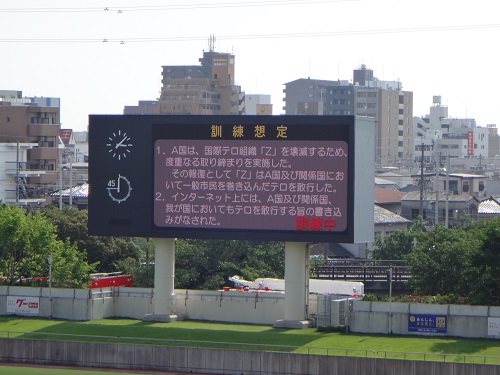 訓練想定
1、A国は、国際テロ組織「Z」を壊滅するため、
度重なる取り締まりを実施した。
その報復として「Z」はA国及び関係国にお
いて一般市民を巻き込んだテロを敢行した。
2、インターネット上には、A国及び関係国、
我が国においてもテロを敢行する旨の書き込
みがなされた。
訓練中
45